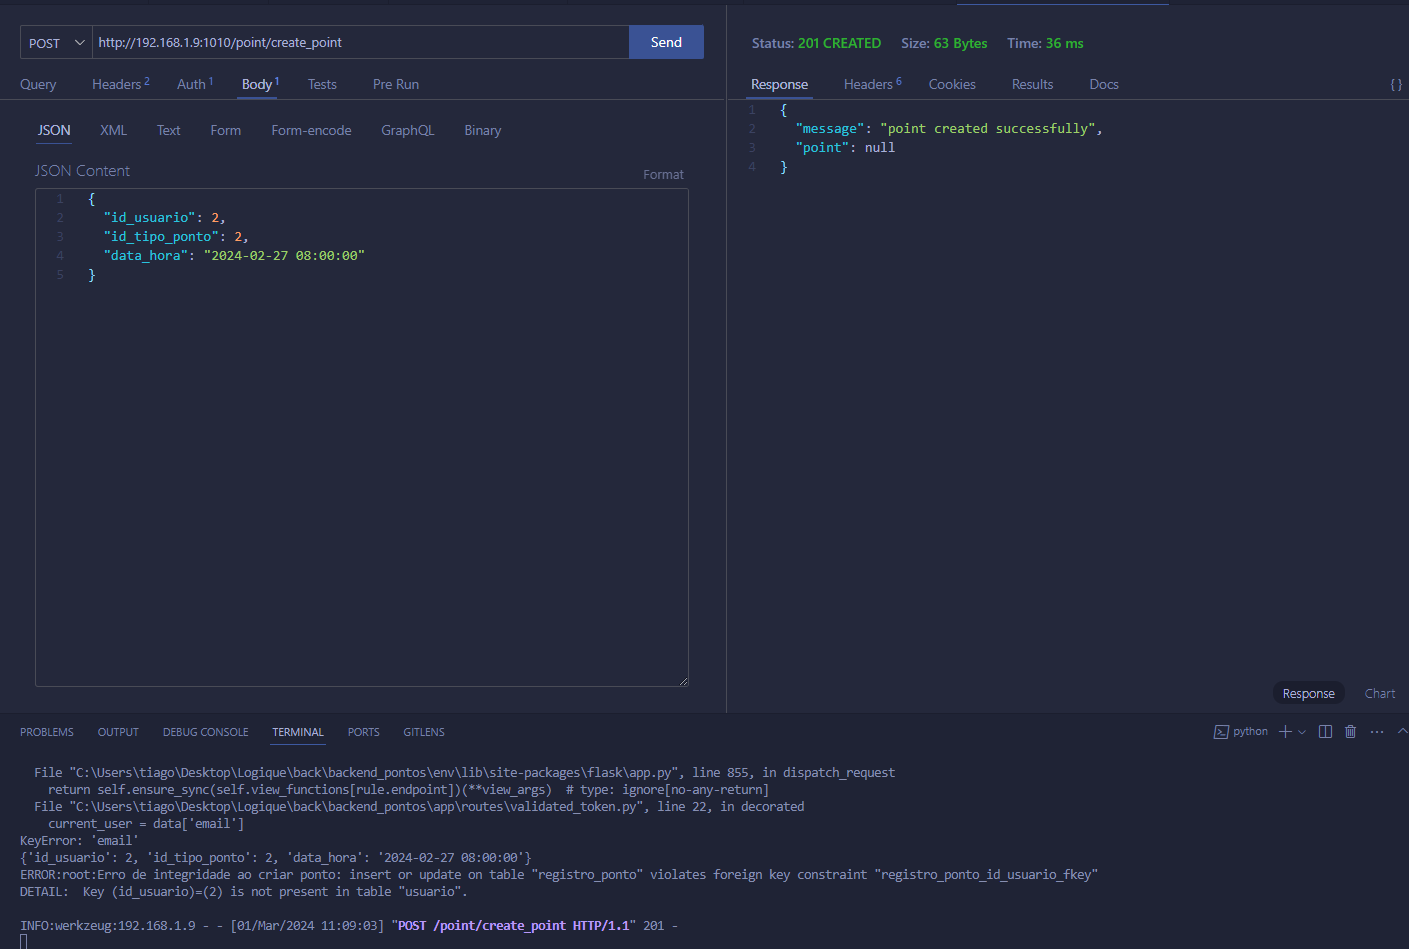 POST http://192.168.1.9:1010/point/create_point Send
Query Headers 2 Auth 1 Body 1 Tests Pre Run
JSON XML Text Form Form-encode GraphQL Binary
JSON Content Format
1 {
2 "id_usuario": 2,
3 "id_tipo_ponto": 2,
4 "data_hora": "2024-02-27 08:00:00"
5 }
Status: 201 CREATED Size: 63 Bytes Time: 36 ms
Response Headers 6 Cookies Results Docs { }
1 {
2 "message": "point created successfully",
3 "point": null
4 }
Response Chart
PROBLEMS OUTPUT DEBUG CONSOLE TERMINAL PORTS GITLENS python
File "C:\Users\tiago\Desktop\Logique\back\backend_pontos\env\lib\site-packages\flask\app.py", line 855, in dispatch_request
return self.ensure_sync(self.view_functions[rule.endpoint])(**view_args)  # type: ignore[no-any-return]
File "C:\Users\tiago\Desktop\Logique\back\backend_pontos\app\routes\validated_token.py", line 22, in decorated
current_user = data['email']
KeyError: 'email'
{'id_usuario': 2, 'id_tipo_ponto': 2, 'data_hora': '2024-02-27 08:00:00'}
ERROR:root:Erro de integridade ao criar ponto: insert or update on table "registro_ponto" violates foreign key constraint "registro_ponto_id_usuario_fkey"
DETAIL:  Key (id_usuario)=(2) is not present in table "usuario".
INFO:werkzeug:192.168.1.9 - - [01/Mar/2024 11:09:03] "POST /point/create_point HTTP/1.1" 201 -